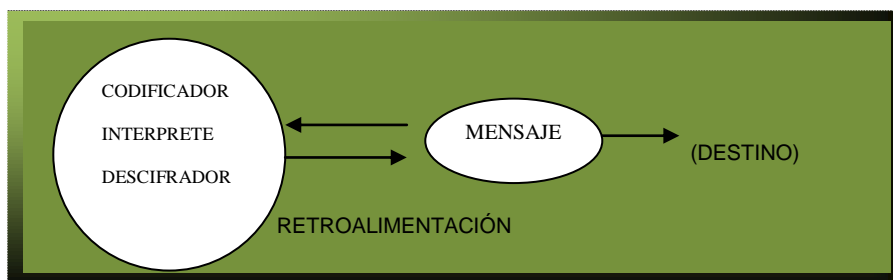 CODIFICADOR
INTERPRETE
DESCIFRADOR
MENSAJE
(DESTINO)
RETROALIMENTACIÓN